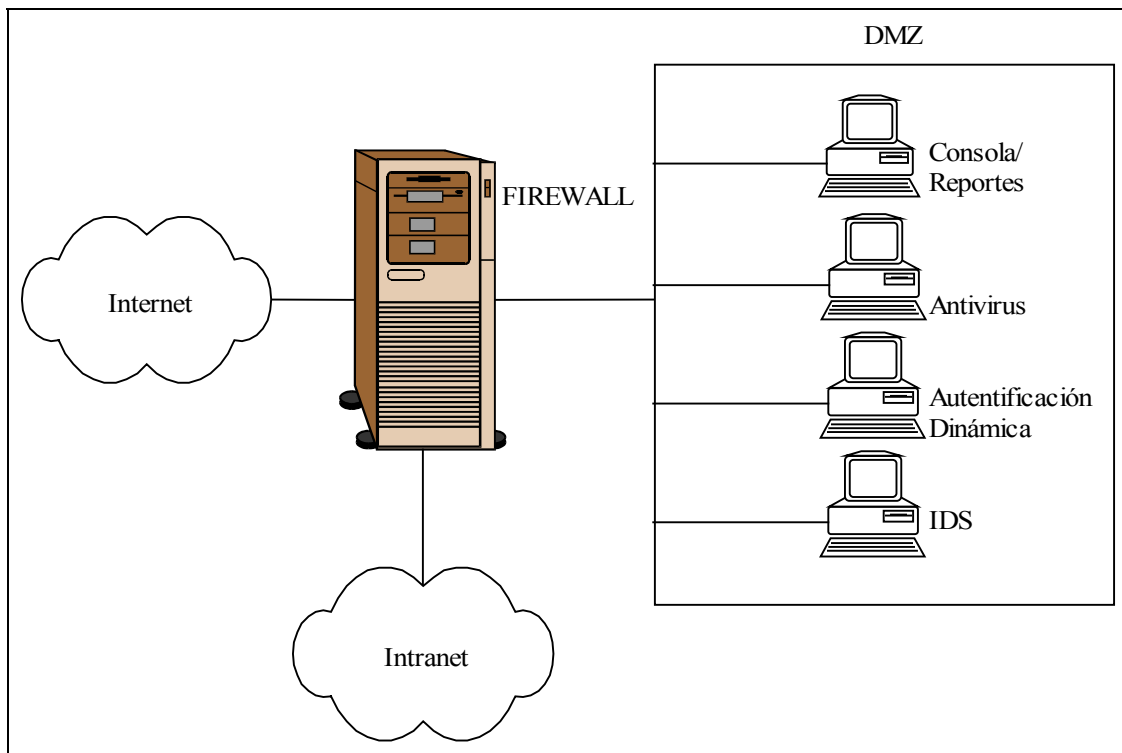 DMZ
Consola/
Reportes
FIREWALL
Internet
Antivirus
Autentificación
Dinámica
IDS
Intranet